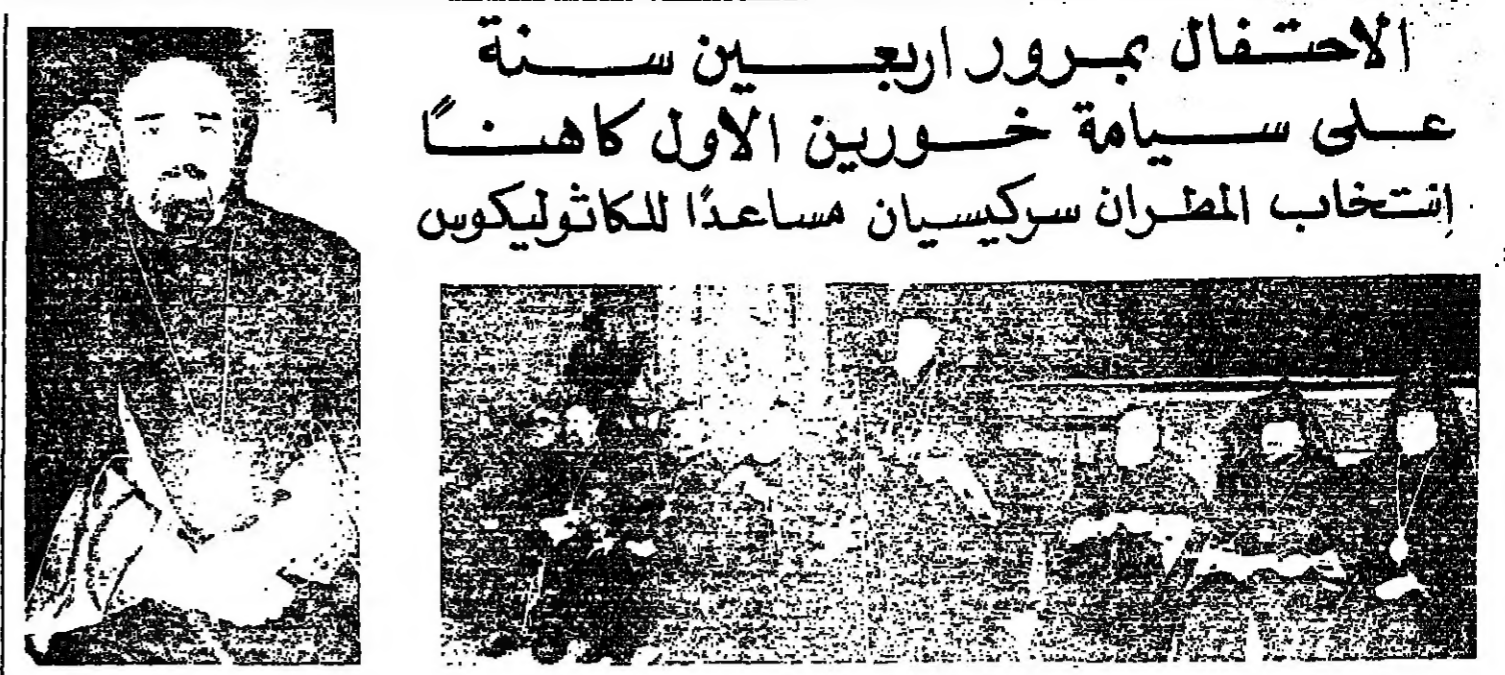 الاحتفال بمرور اربعين سنة
على سيامة خورين الاول كاهنًا
إنتخاب المطران سركيسيان مساعدًا للكاثوليكوس